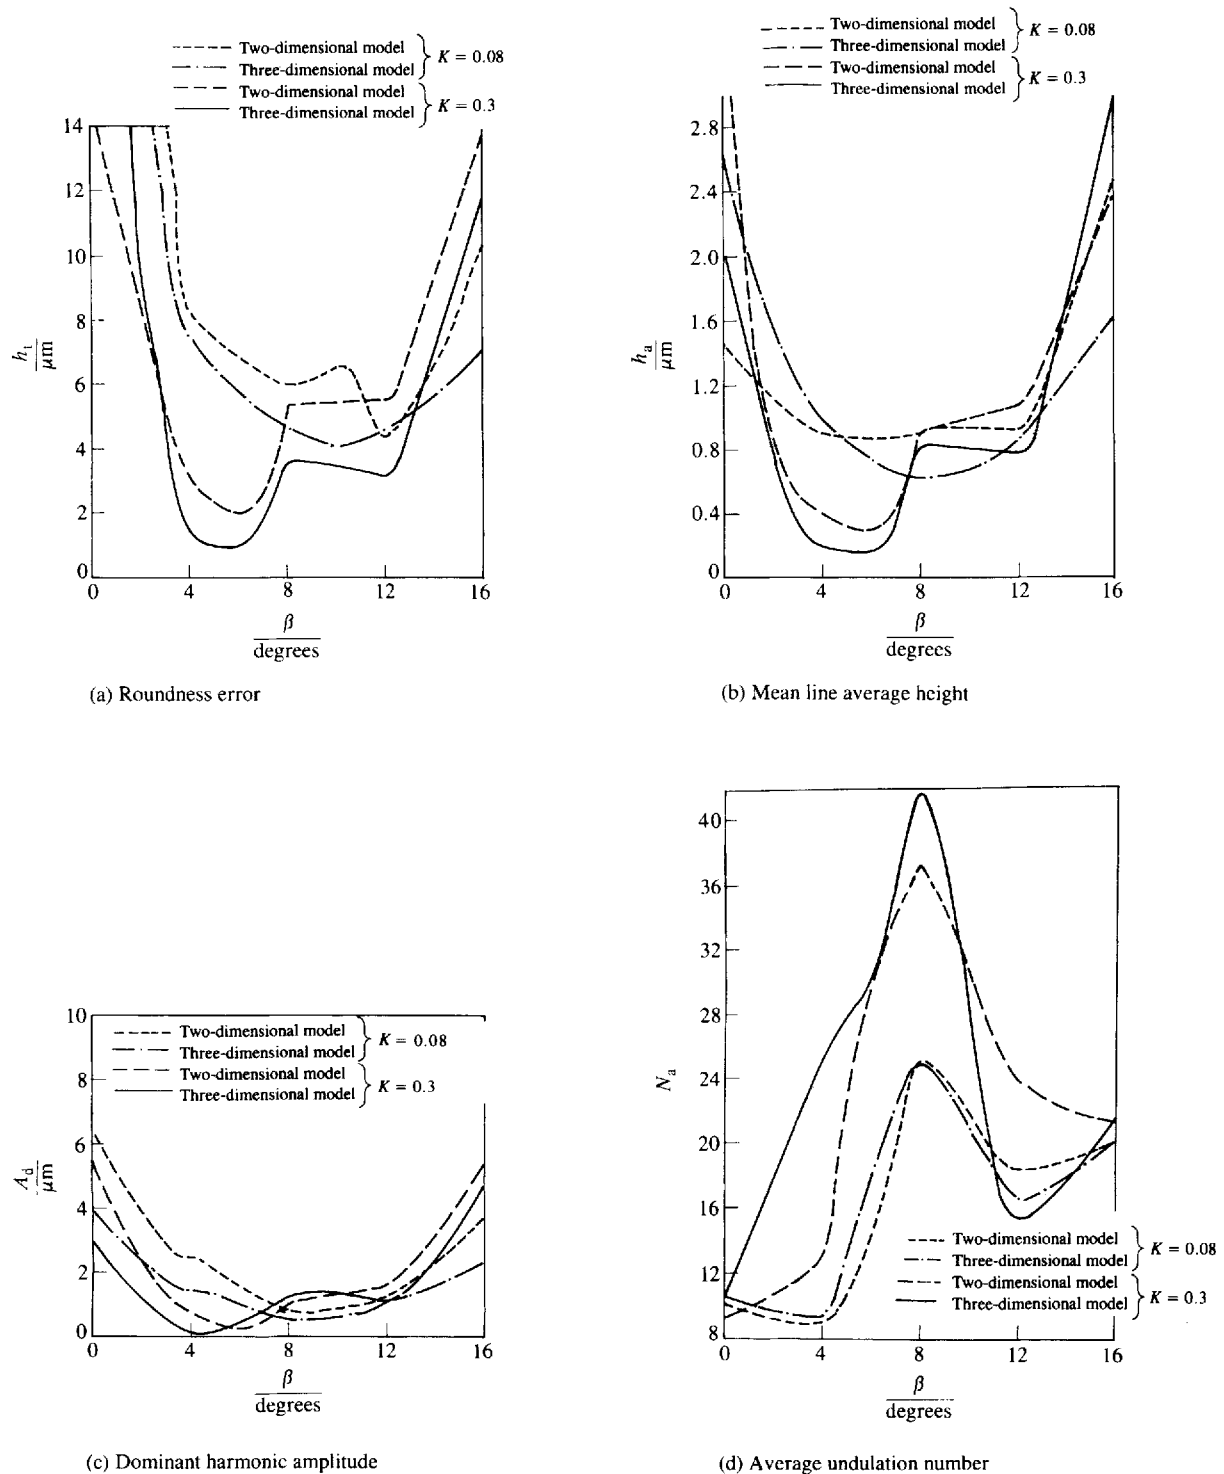 Two-dimensional model
Three-dimensional model
K = 0.08
Two-dimensional model
Three-dimensional model
K = 0.3
14
12
10
8
6
4
2
0
h_t / μm
0 4 8 12 16
β / degrees
(a) Roundness error
Two-dimensional model
Three-dimensional model
K = 0.08
Two-dimensional model
Three-dimensional model
K = 0.3
2.8
2.4
2.0
1.6
1.2
0.8
0.4
0
h_a / μm
0 4 8 12 16
β / degrees
(b) Mean line average height
10
8
6
4
2
0
A_d / μm
Two-dimensional model
Three-dimensional model
K = 0.08
Two-dimensional model
Three-dimensional model
K = 0.3
0 4 8 12 16
β / degrees
(c) Dominant harmonic amplitude
40
36
32
28
24
20
16
12
8
N_a
Two-dimensional model
Three-dimensional model
K = 0.08
Two-dimensional model
Three-dimensional model
K = 0.3
0 4 8 12 16
β / degrees
(d) Average undulation number